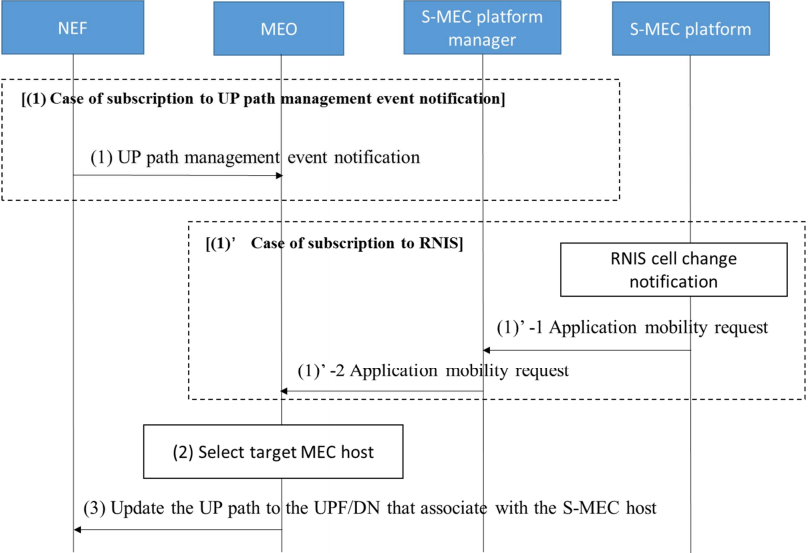 NEF
MEO
S-MEC platform
manager
S-MEC platform
[(1) Case of subscription to UP path management event notification]
(1) UP path management event notification
[(1)’ Case of subscription to RNIS]
RNIS cell change
notification
(1)’ -1 Application mobility request
(1)’ -2 Application mobility request
(2) Select target MEC host
(3) Update the UP path to the UPF/DN that associate with the S-MEC host